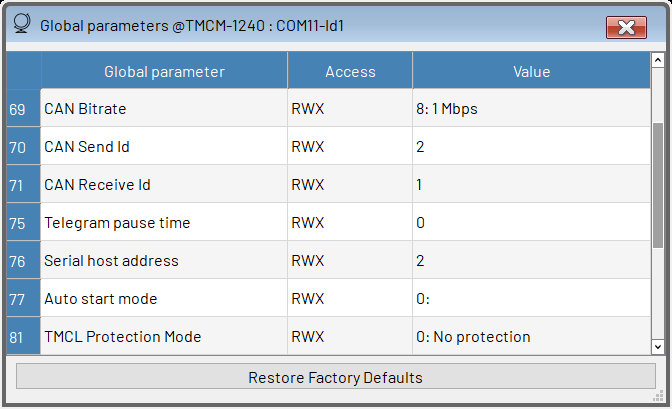 Global parameters @TMCM-1240 : COM11-Id1
Global parameter Access Value
69 CAN Bitrate RWX 8: 1 Mbps
70 CAN Send Id RWX 2
71 CAN Receive Id RWX 1
75 Telegram pause time RWX 0
76 Serial host address RWX 2
77 Auto start mode RWX 0:
81 TMCL Protection Mode RWX 0: No protection
Restore Factory Defaults